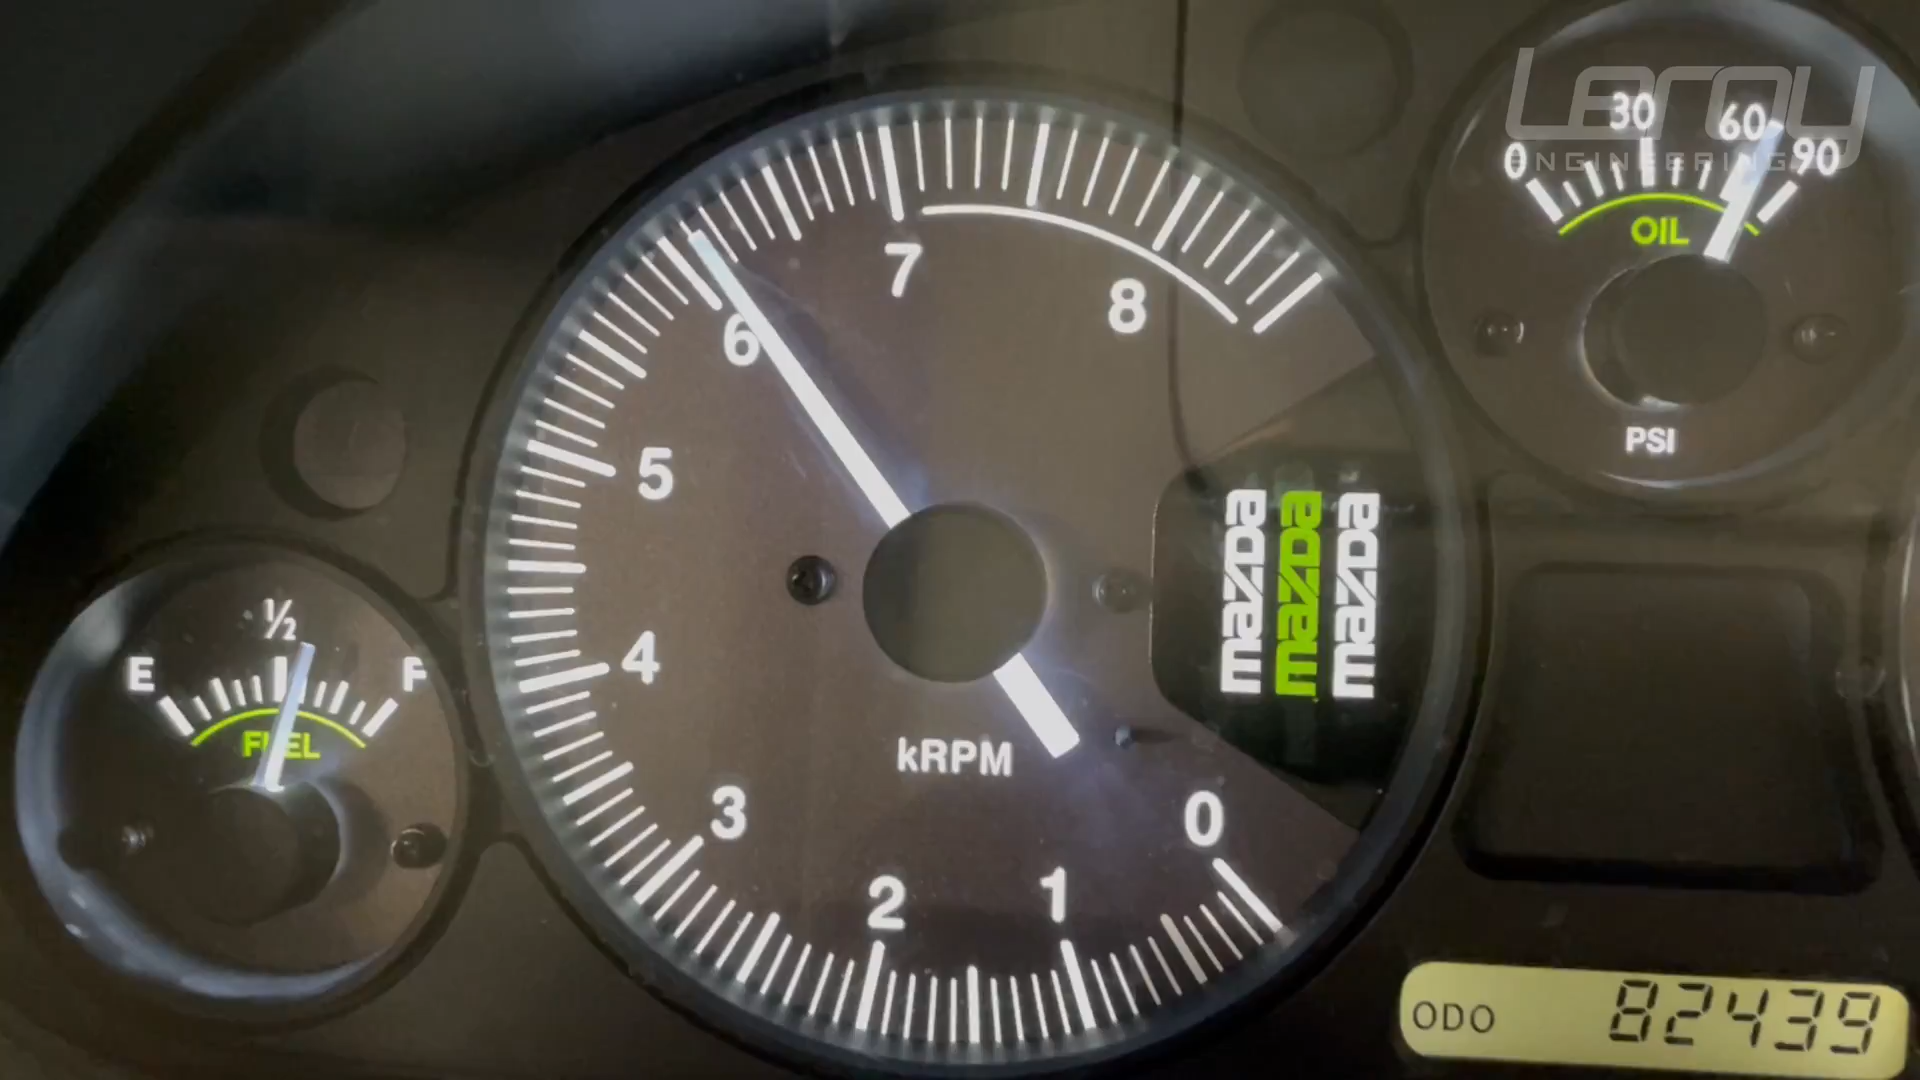 Leroy
ENGINEERING
0 30 60 90
OIL
PSI
0 1 2 3 4 5 6 7 8
kRPM
mazda
mazda
mazda
E ½ F
FUEL
ODO 82439